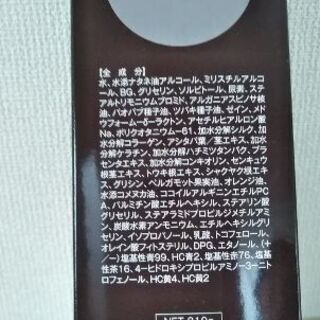 【全成分】
水、水添ナタネ油アルコール、ミリスチルアルコ
ール、BG、グリセリン、ソルビトール、尿素、ステ
アルトリモニウムブロミド、アルガニアスピノサ核
油、バオバブ種子油、ツバキ種子油、ゼイン、メド
ウフォーム-δ-ラクトン、アセチルヒアルロン酸
Na、ポリクオタニウム-61、加水分解シルク、加
水分解コラーゲン、アシタバ葉/茎エキス、加水
分解ケラチン、加水分解ハチミツタンパク、プラ
センタエキス、加水分解コンキオリン、センキュウ
根茎エキス、トウキ根エキス、シャクヤク根エキ
ス、グリシン、ベルガモット果実油、オレンジ油、
水添コメヌカ油、ココイルアルギニンエチルPC
A、パルミチン酸エチルヘキシル、ステアリン酸
グリセリル、ステアラミドプロピルジメチルアミ
ン、炭酸水素アンモニウム、エチルヘキシルグリ
セリン、イソプロパノール、乳酸、トコフェロール、
オレイン酸フィトステリル、DPG、エタノール、(+
/ー)塩基性青99、HC青2、塩基性赤76、塩基
性茶16、4-ヒドロキシプロピルアミノ-3-ニト
ロフェノール、HC黄4、HC黄2